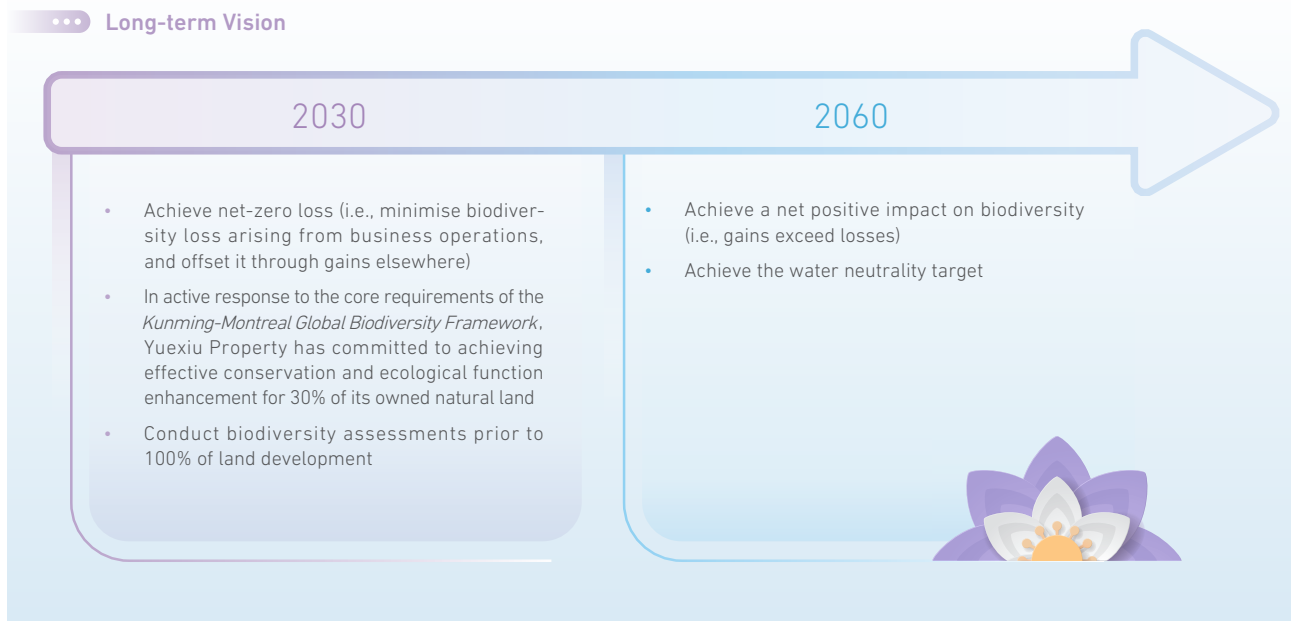 Long-term Vision
2030
2060
• Achieve net-zero loss (i.e., minimise biodiver-
sity loss arising from business operations,
and offset it through gains elsewhere)
• In active response to the core requirements of the
Kunming-Montreal Global Biodiversity Framework,
Yuexiu Property has committed to achieving
effective conservation and ecological function
enhancement for 30% of its owned natural land
• Conduct biodiversity assessments prior to
100% of land development
• Achieve a net positive impact on biodiversity
(i.e., gains exceed losses)
• Achieve the water neutrality target